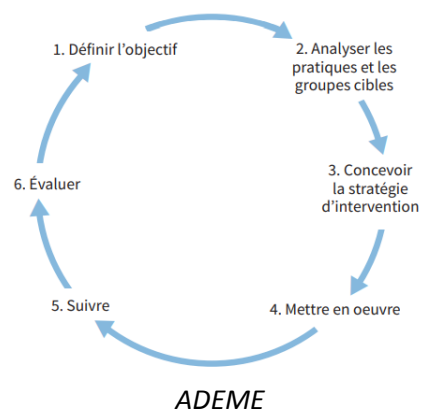 1. Définir l’objectif
2. Analyser les
pratiques et les
groupes cibles
3. Concevoir
la stratégie
d’intervention
4. Mettre en oeuvre
5. Suivre
6. Évaluer
ADEME